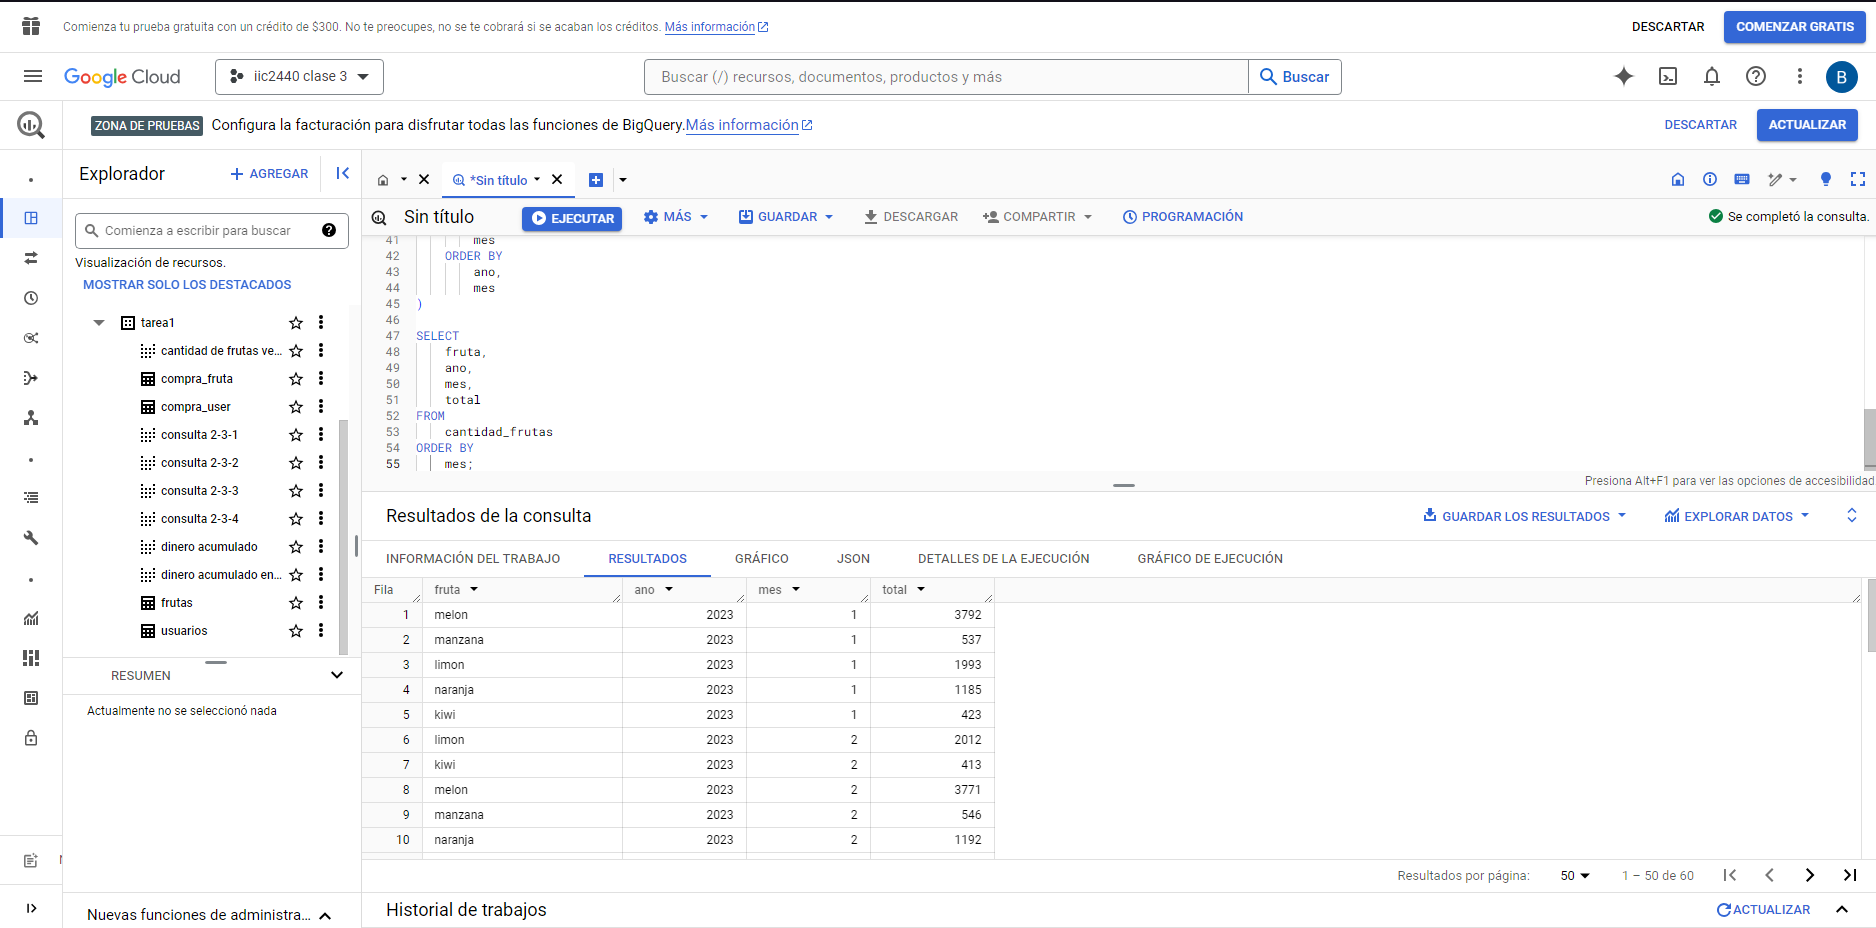 Comienza tu prueba gratuita con un crédito de $300. No te preocupes, no se te cobrará si se acaban los créditos. Más información
DESCARTAR
COMENZAR GRATIS
Google Cloud
iic2440 clase 3
Buscar (/) recursos, documentos, productos y más
Buscar
B
ZONA DE PRUEBAS Configura la facturación para disfrutar todas las funciones de BigQuery. Más información
DESCARTAR
ACTUALIZAR
Explorador
AGREGAR
Comienza a escribir para buscar
Visualización de recursos.
MOSTRAR SOLO LOS DESTACADOS
tarea1
cantidad de frutas ve...
compra_fruta
compra_user
consulta 2-3-1
consulta 2-3-2
consulta 2-3-3
consulta 2-3-4
dinero acumulado
dinero acumulado en...
frutas
usuarios
RESUMEN
Actualmente no se seleccionó nada
Nuevas funciones de administra...
*Sin título
Sin título
EJECUTAR
MÁS
GUARDAR
DESCARGAR
COMPARTIR
PROGRAMACIÓN
Se completó la consulta.
41 mes
42 ORDER BY
43 ano,
44 mes
45 )
46
47 SELECT
48 fruta,
49 ano,
50 mes,
51 total
52 FROM
53 cantidad_frutas
54 ORDER BY
55 mes;
Presiona Alt+F1 para ver las opciones de accesibilidad
Resultados de la consulta
GUARDAR LOS RESULTADOS
EXPLORAR DATOS
INFORMACIÓN DEL TRABAJO
RESULTADOS
GRÁFICO
JSON
DETALLES DE LA EJECUCIÓN
GRÁFICO DE EJECUCIÓN
Fila fruta ano mes total
1 melon 2023 1 3792
2 manzana 2023 1 537
3 limon 2023 1 1993
4 naranja 2023 1 1185
5 kiwi 2023 1 423
6 limon 2023 2 2012
7 kiwi 2023 2 413
8 melon 2023 2 3771
9 manzana 2023 2 546
10 naranja 2023 2 1192
Resultados por página: 50 1 – 50 de 60
Historial de trabajos
ACTUALIZAR